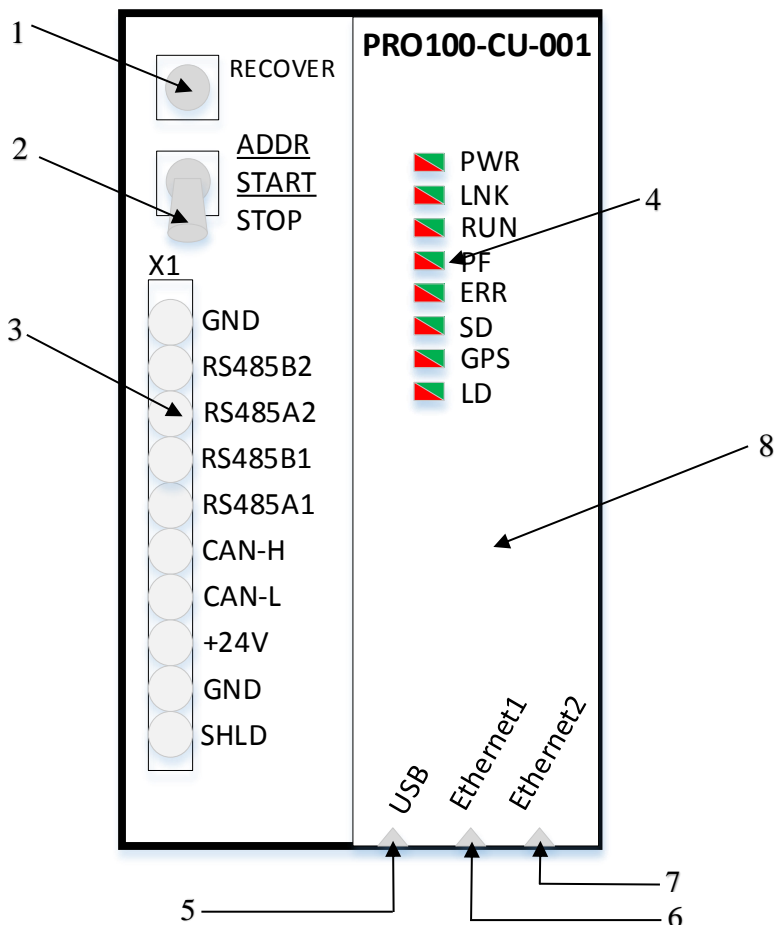 1
RECOVER
PRO100-CU-001
2
ADDR
START
STOP
PWR
LNK
RUN
PF
ERR
SD
GPS
LD
4
X1
3
GND
RS485B2
RS485A2
RS485B1
RS485A1
CAN-H
CAN-L
+24V
GND
SHLD
8
USB
Ethernet1
Ethernet2
5
7
6